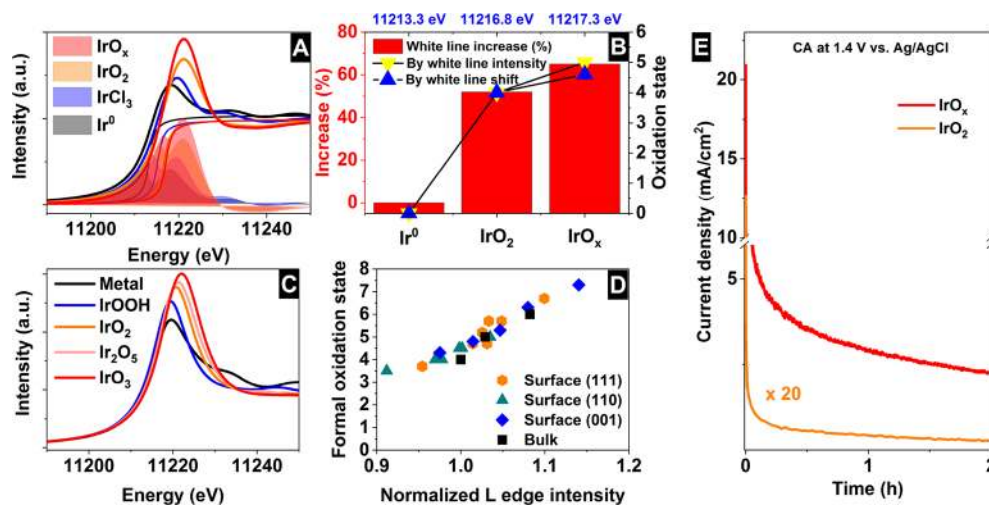 A
IrOₓ
IrO₂
IrCl₃
Ir⁰
Intensity (a.u.)
11200 11220 11240
Energy (eV)
11213.3 eV 11216.8 eV 11217.3 eV
B
White line increase (%)
By white line intensity
By white line shift
Increase (%)
80
60
40
20
0
Oxidation state
6
5
4
3
2
1
0
Ir⁰ IrO₂ IrOₓ
C
Metal
IrOOH
IrO₂
Ir₂O₅
IrO₃
Intensity (a.u.)
11200 11220 11240
Energy (eV)
D
Formal oxidation state
8
7
6
5
4
3
2
1
0
Surface (111)
Surface (110)
Surface (001)
Bulk
0.9 1.0 1.1 1.2
Normalized L edge intensity
E
CA at 1.4 V vs. Ag/AgCl
IrOₓ
IrO₂
Current density (mA/cm²)
20
15
10
5
x 20
0 1 2
Time (h)